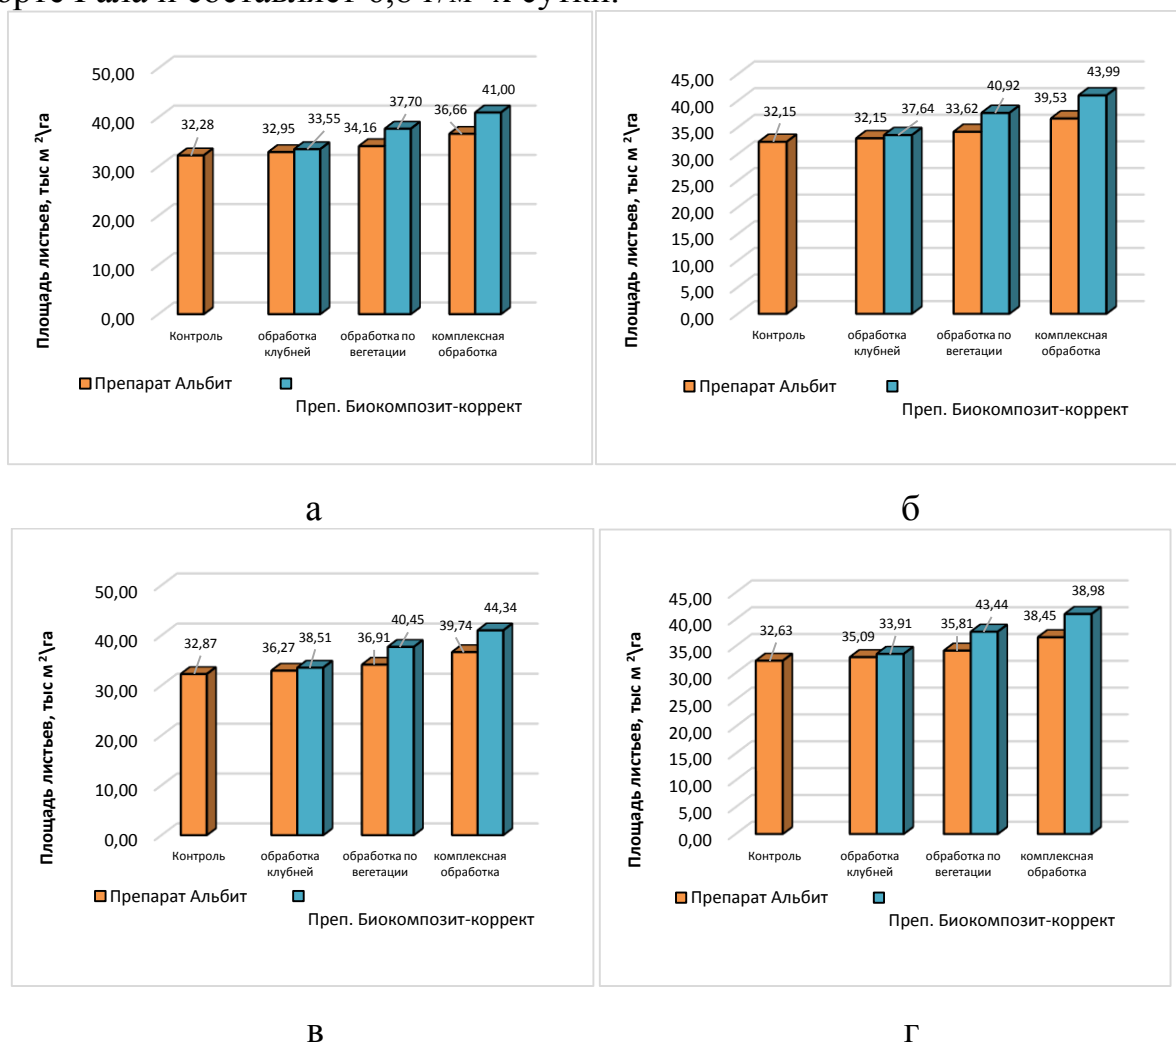 орте Гала и составляет 6,8 г/м² х сутки.
50,00
40,00
30,00
20,00
10,00
0,00
Площадь листьев, тыс м ²\га
32,28
32,95
33,55
34,16
37,70
36,66
41,00
Контроль
обработка клубней
обработка по вегетации
комплексная обработка
Препарат Альбит
Преп. Биокомпозит-коррект
а
45,00
40,00
35,00
30,00
25,00
20,00
15,00
10,00
5,00
0,00
Площадь листьев, тыс м ²\га
32,15
32,15
37,64
33,62
40,92
39,53
43,99
Контроль
обработка клубней
обработка по вегетации
комплексная обработка
Препарат Альбит
Преп. Биокомпозит-коррект
б
50,00
40,00
30,00
20,00
10,00
0,00
Площадь листьев, тыс м ²\га
32,87
36,27
38,51
36,91
40,45
39,74
44,34
Контроль
обработка клубней
обработка по вегетации
комплексная обработка
Препарат Альбит
Преп. Биокомпозит-коррект
в
45,00
40,00
35,00
30,00
25,00
20,00
15,00
10,00
5,00
0,00
Площадь листьев, тыс м ²\га
32,63
35,09
33,91
35,81
43,44
38,45
38,98
Контроль
обработка клубней
обработка по вегетации
комплексная обработка
Препарат Альбит
Преп. Биокомпозит-коррект
г